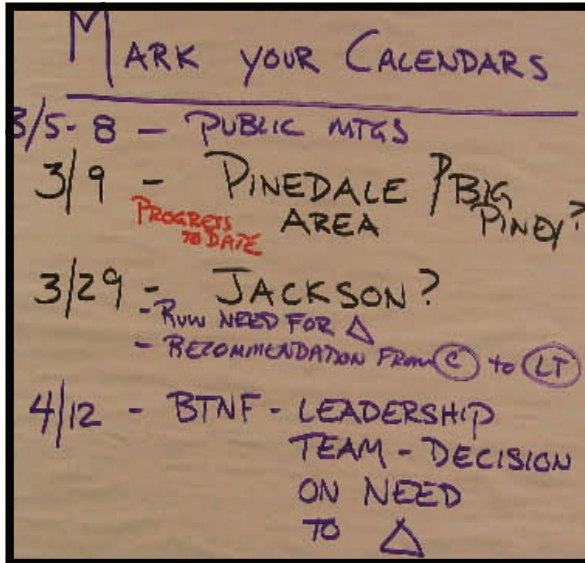 MARK YOUR CALENDARS
3/5-8 – PUBLIC MTGS
3/9 – PINEDALE / BIG
AREA PINEY?
PROGRESS
TO DATE
3/29 – JACKSON?
- RVW NEED FOR △
- RECOMMENDATION FROM Ⓒ to LT
4/12 - BTNF - LEADERSHIP
TEAM - DECISION
ON NEED
TO △